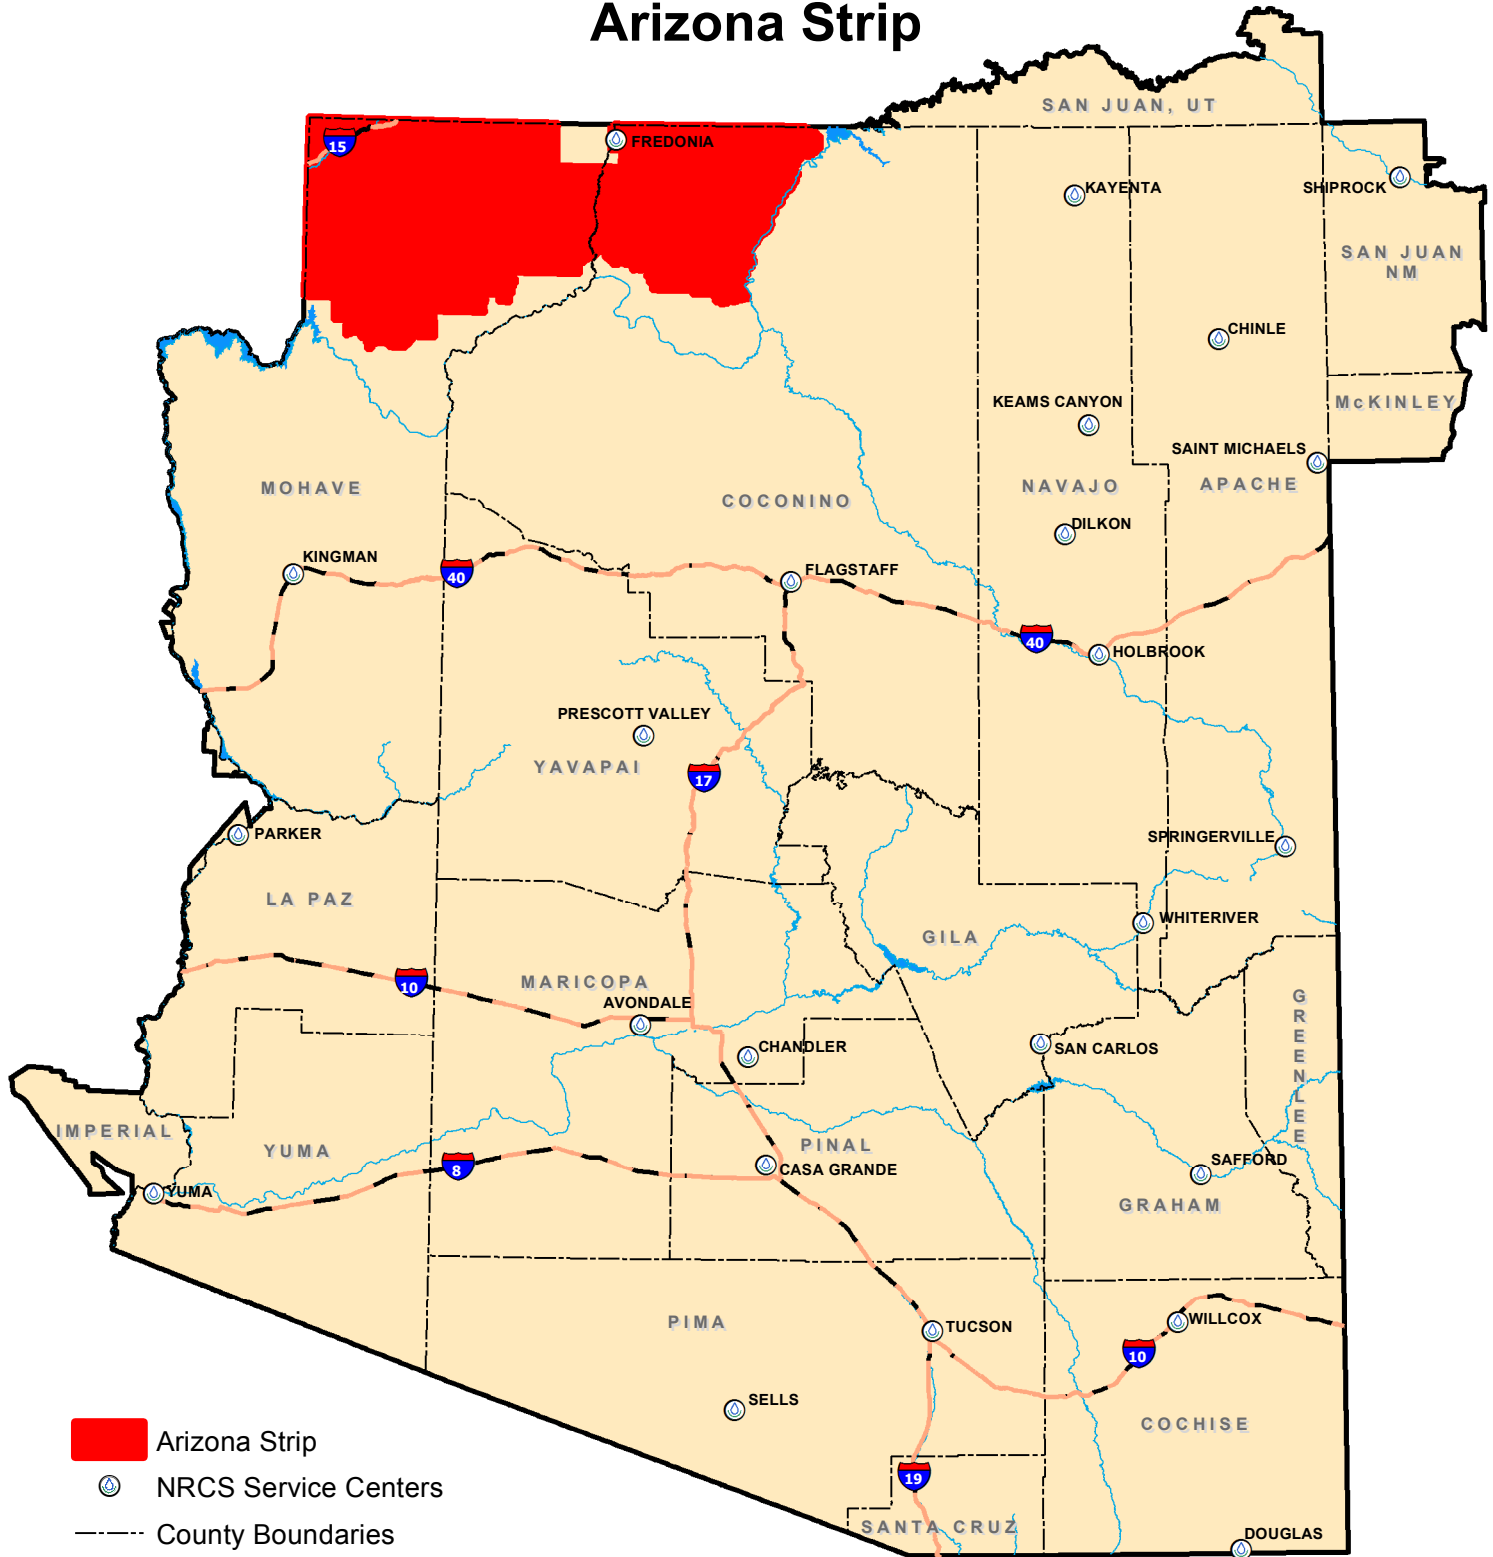 Arizona Strip
SAN JUAN, UT
15
FREDONIA
KAYENTA
SHIPROCK
SAN JUAN
NM
CHINLE
KEAMS CANYON
McKINLEY
SAINT MICHAELS
MOHAVE
COCONINO
NAVAJO
APACHE
DILKON
KINGMAN
40
FLAGSTAFF
40
HOLBROOK
PRESCOTT VALLEY
YAVAPAI
17
PARKER
SPRINGERVILLE
LA PAZ
WHITERIVER
GILA
MARICOPA
10
AVONDALE
GREENLEE
CHANDLER
SAN CARLOS
IMPERIAL
YUMA
PINAL
8
CASA GRANDE
SAFFORD
YUMA
GRAHAM
PIMA
TUCSON
WILLCOX
10
SELLS
COCHISE
19
SANTA CRUZ
DOUGLAS
Arizona Strip
NRCS Service Centers
County Boundaries